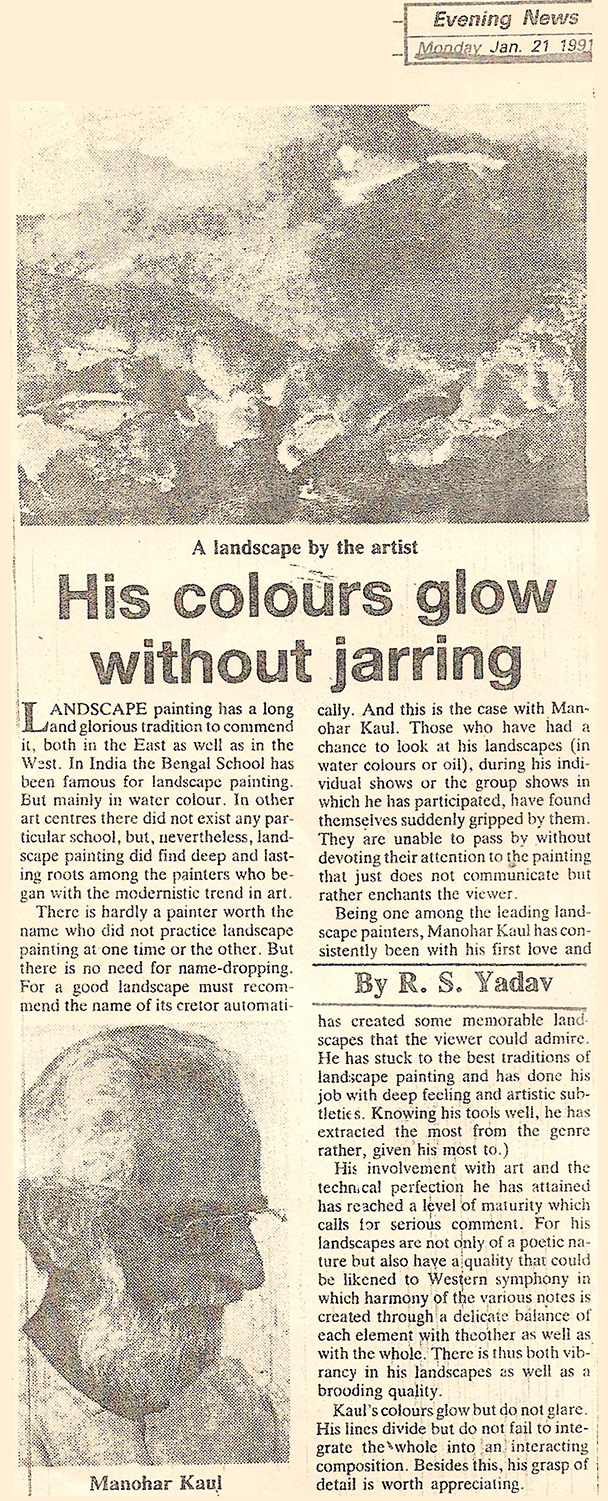 Evening News
Monday Jan. 21 1991
A landscape by the artist
His colours glow
without jarring
LANDSCAPE painting has a long
and glorious tradition to commend
it, both in the East as well as in the
West. In India the Bengal School has
been famous for landscape painting.
But mainly in water colour. In other
art centres there did not exist any par-
ticular school, but, nevertheless, land-
scape painting did find deep and last-
ing roots among the painters who be-
gan with the modernistic trend in art.
There is hardly a painter worth the
name who did not practice landscape
painting at one time or the other. But
there is no need for name-dropping.
For a good landscape must recom-
mend the name of its cretor automati-
cally. And this is the case with Man-
ohar Kaul. Those who have had a
chance to look at his landscapes (in
water colours or oil), during his indi-
vidual shows or the group shows in
which he has participated, have found
themselves suddenly gripped by them.
They are unable to pass by without
devoting their attention to the painting
that just does not communicate but
rather enchants the viewer.
Being one among the leading land-
scape painters, Manohar Kaul has con-
sistently been with his first love and
By R. S. Yadav
has created some memorable land-
scapes that the viewer could admire.
He has stuck to the best traditions of
landscape painting and has done his
job with deep feeling and artistic sub-
tleties. Knowing his tools well, he has
extracted the most from the genre
rather, given his most to.)
His involvement with art and the
technical perfection he has attained
has reached a level of maturity which
calls for serious comment. For his
landscapes are not only of a poetic na-
ture but also have a quality that could
be likened to Western symphony in
which harmony of the various notes is
created through a delicate balance of
each element with theother as well as
with the whole. There is thus both vib-
rancy in his landscapes as well as a
brooding quality.
Kaul's colours glow but do not glare.
His lines divide but do not fail to inte-
grate the whole into an interacting
composition. Besides this, his grasp of
detail is worth appreciating.
Manohar Kaul